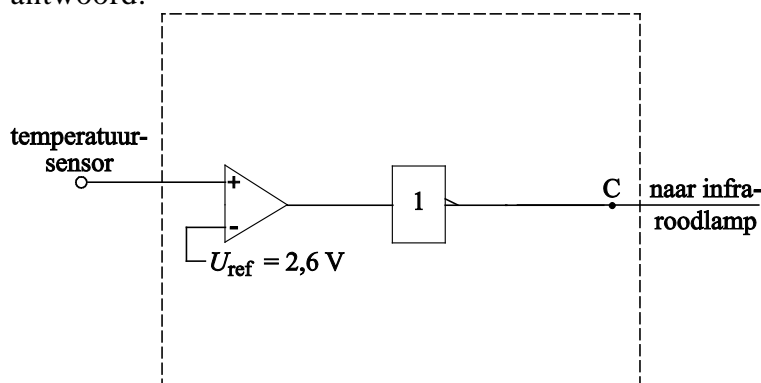 antwoord.
temperatuur-
sensor
+
-
U_ref = 2,6 V
1
C
naar infra-
roodlamp